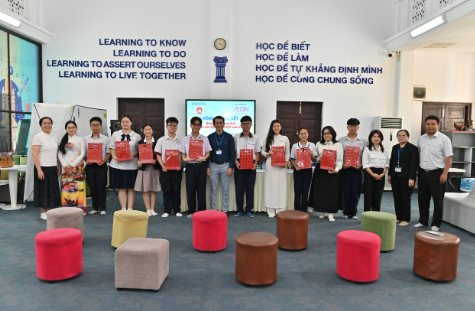 LEARNING TO KNOW
LEARNING TO DO
LEARNING TO ASSERT OURSELVES
LEARNING TO LIVE TOGETHER
HỌC ĐỂ BIẾT
HỌC ĐỂ LÀM
HỌC ĐỂ TỰ KHẲNG ĐỊNH MÌNH
HỌC ĐỂ CÙNG CHUNG SỐNG